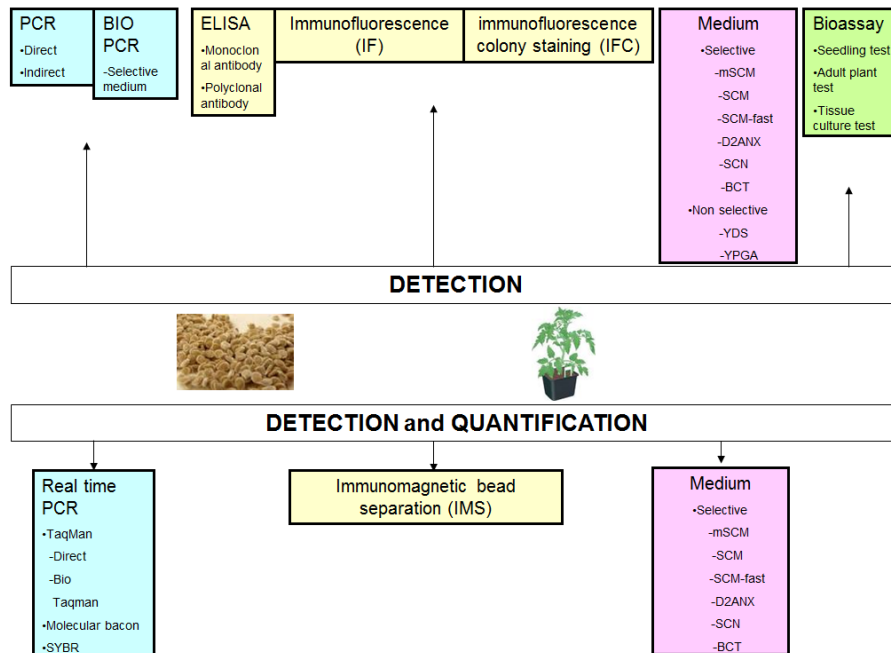 PCR
•Direct
•Indirect
BIO
PCR
-Selective
medium
ELISA
•Monoclon
al antibody
•Polyclonal
antibody
Immunofluorescence
(IF)
immunofluorescence
colony staining (IFC)
Medium
•Selective
-mSCM
-SCM
-SCM-fast
-D2ANX
-SCN
-BCT
•Non selective
-YDS
-YPGA
Bioassay
•Seedling test
•Adult plant
test
•Tissue
culture test
DETECTION
DETECTION and QUANTIFICATION
Real time
PCR
•TaqMan
-Direct
-Bio
Taqman
•Molecular bacon
•SYBR
Immunomagnetic bead
separation (IMS)
Medium
•Selective
-mSCM
-SCM
-SCM-fast
-D2ANX
-SCN
-BCT